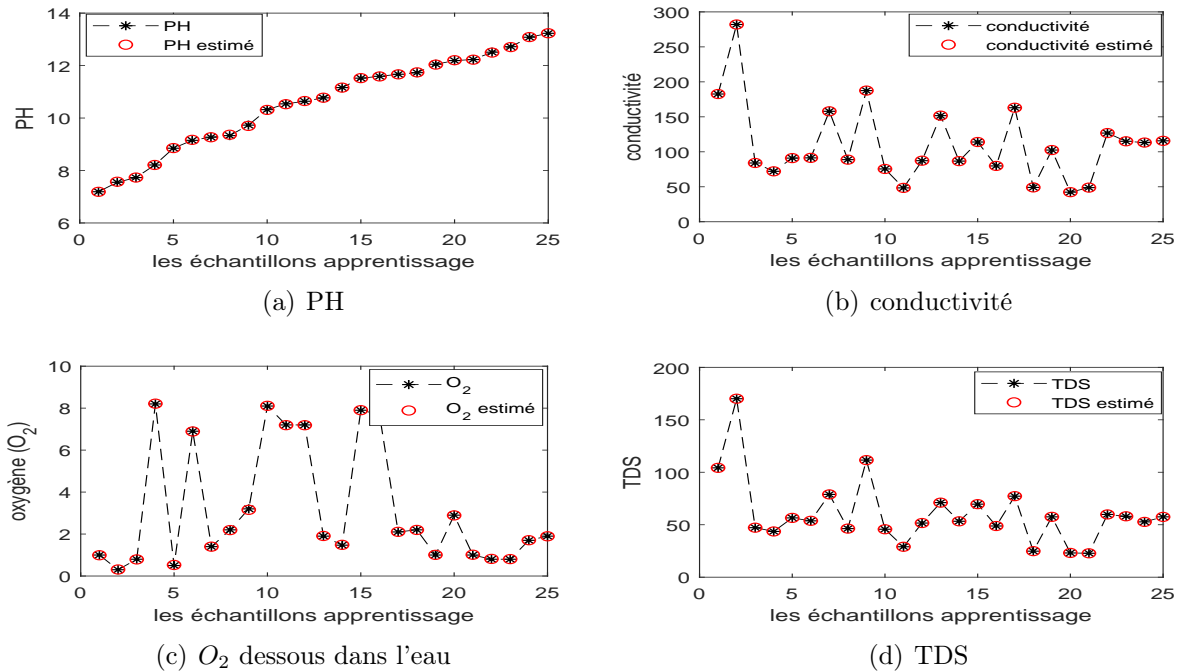 PH
PH estimé
14
12
10
8
6
PH
0 5 10 15 20 25
les échantillons apprentissage
(a) PH
conductivité
conductivité estimé
300
250
200
150
100
50
0
conductivité
0 5 10 15 20 25
les échantillons apprentissage
(b) conductivité
O2
O2 estimé
10
8
6
4
2
0
oxygène (O2)
0 5 10 15 20 25
les échantillons apprentissage
(c) O2 dessous dans l'eau
TDS
TDS estimé
200
150
100
50
0
TDS
0 5 10 15 20 25
les échantillons apprentissage
(d) TDS